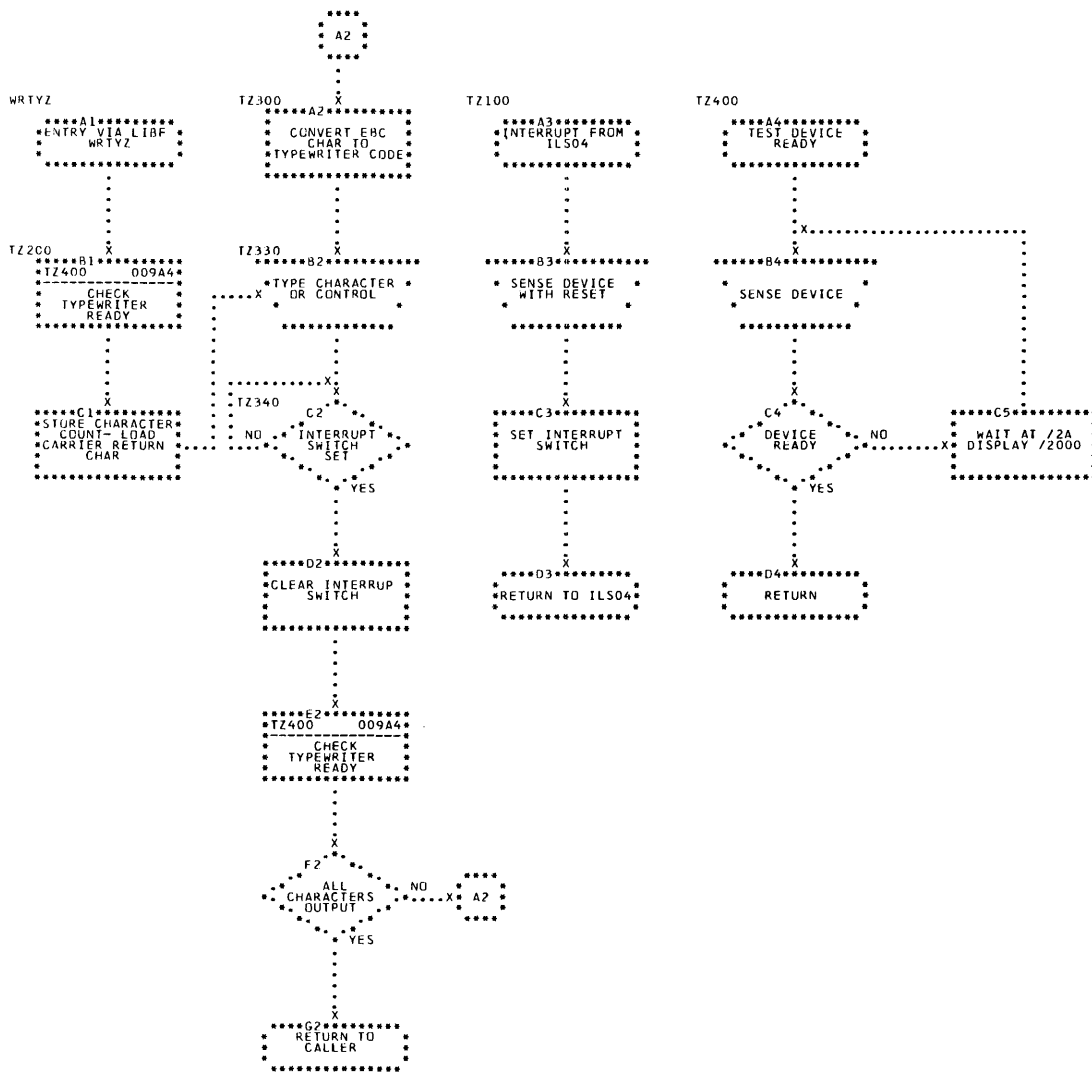 A2
WRTYZ
A1
ENTRY VIA LIBF
WRTYZ
TZ300
A2
CONVERT EBC
CHAR TO
TYPEWRITER CODE
TZ100
A3
INTERRUPT FROM
ILS04
TZ400
A4
TEST DEVICE
READY
TZ200
B1
TZ400 009A4
CHECK
TYPEWRITER
READY
TZ330
B2
TYPE CHARACTER
OR CONTROL
B3
SENSE DEVICE
WITH RESET
B4
SENSE DEVICE
C1
STORE CHARACTER
COUNT- LOAD
CARRIER RETURN
CHAR
TZ340
C2
INTERRUPT
SWITCH
SET
NO
YES
C3
SET INTERRUPT
SWITCH
C4
DEVICE
READY
NO
YES
C5
WAIT AT /2A
DISPLAY /2000
D2
CLEAR INTERRUP
SWITCH
D3
RETURN TO ILS04
D4
RETURN
E2
TZ400 009A4
CHECK
TYPEWRITER
READY
F2
ALL
CHARACTERS
OUTPUT
NO
A2
YES
G2
RETURN TO
CALLER